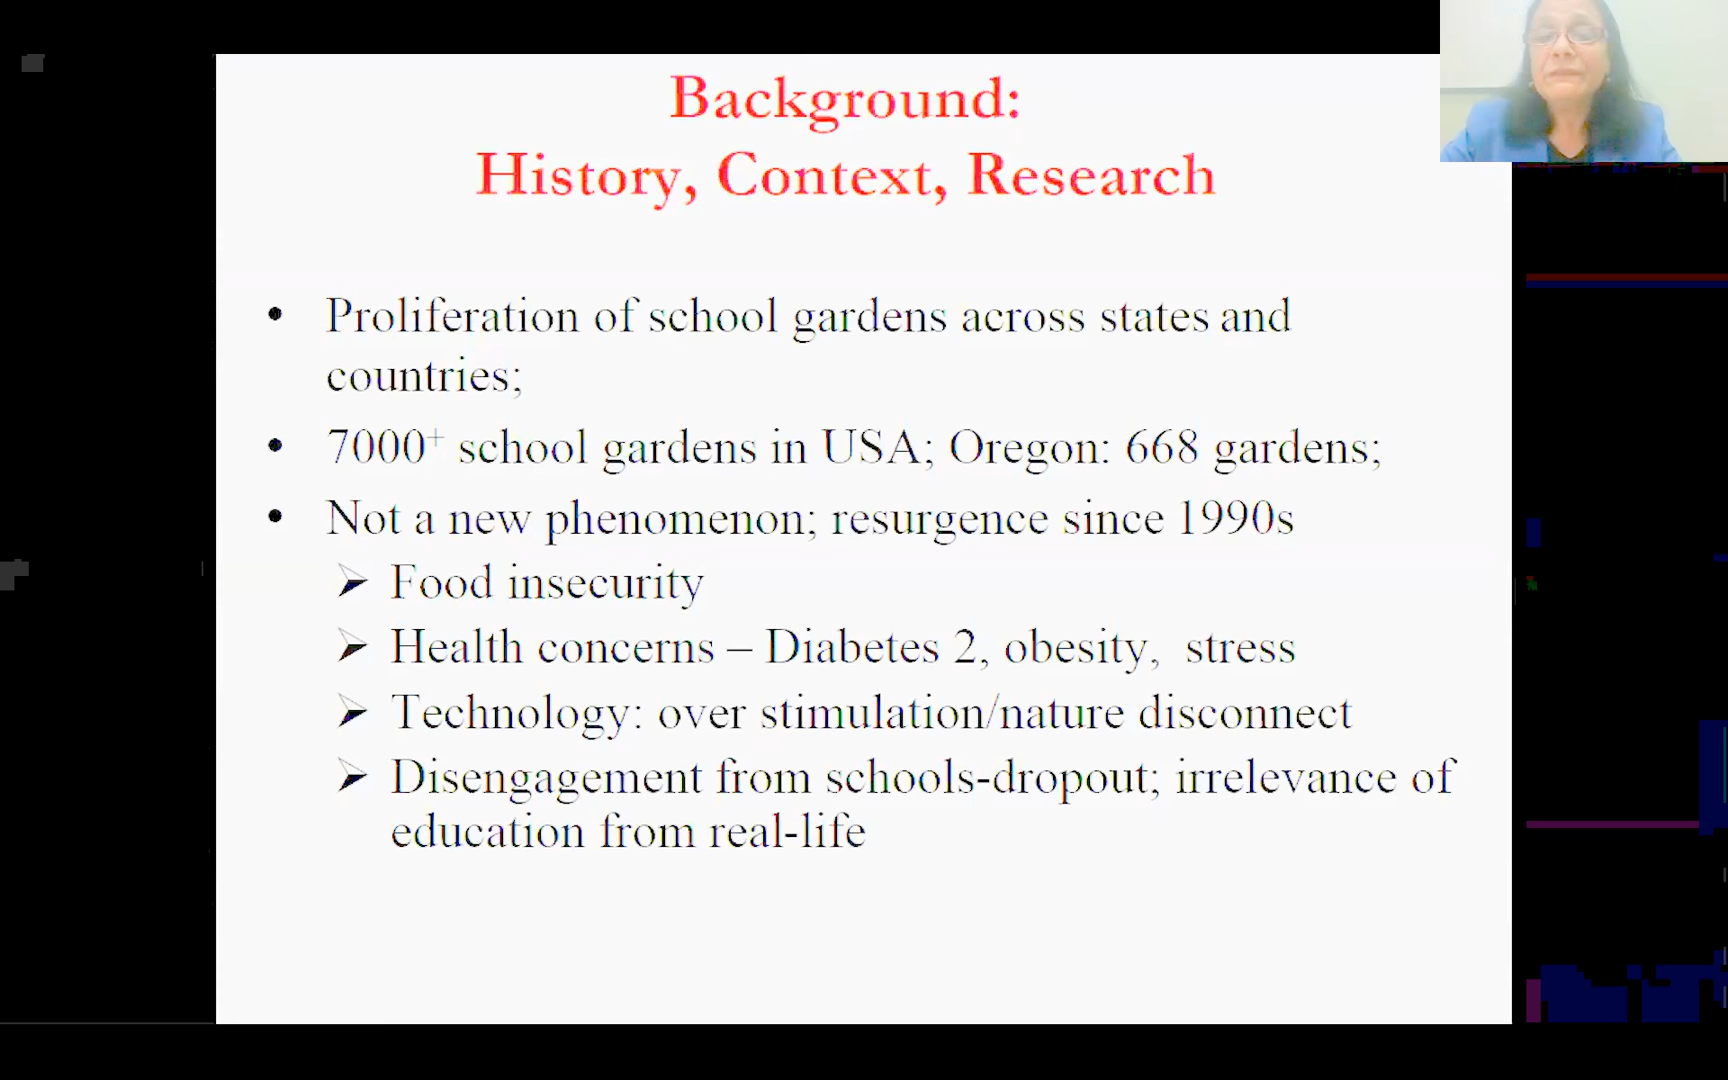 Background:
History, Context, Research
• Proliferation of school gardens across states and
countries;
• 7000+ school gardens in USA; Oregon: 668 gardens;
• Not a new phenomenon; resurgence since 1990s
➢ Food insecurity
➢ Health concerns – Diabetes 2, obesity, stress
➢ Technology: over stimulation/nature disconnect
➢ Disengagement from schools-dropout; irrelevance of
education from real-life